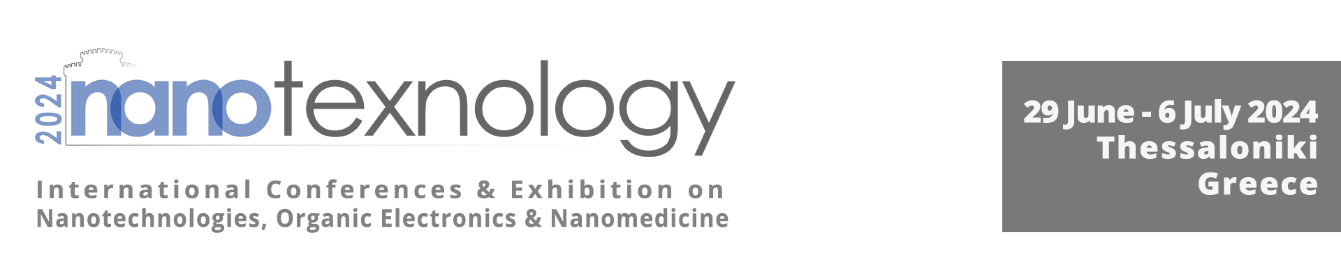 2024
nanotexnology
International Conferences & Exhibition on
Nanotechnologies, Organic Electronics & Nanomedicine
29 June - 6 July 2024
Thessaloniki
Greece